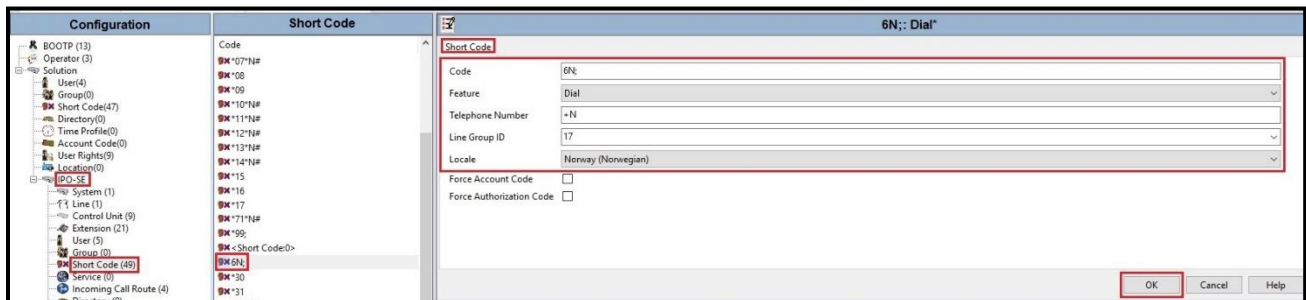 Configuration
BOOTP (13)
Operator (3)
Solution
User(4)
Group(0)
Short Code(47)
Directory(0)
Time Profile(0)
Account Code(0)
User Rights(9)
Location(0)
IPO-SE
System (1)
Line (1)
Control Unit (9)
Extension (21)
User (5)
Group (0)
Short Code (49)
Service (0)
Incoming Call Route (4)
Short Code
Code
*07*N#
*08
*09
*10*N#
*11*N#
*12*N#
*13*N#
*14*N#
*15
*16
*17
*71*N#
*99;
<Short Code:0>
6N;
*30
*31
6N;: Dial*
Short Code
Code 6N;
Feature Dial
Telephone Number +N
Line Group ID 17
Locale Norway (Norwegian)
Force Account Code
Force Authorization Code
OK Cancel Help